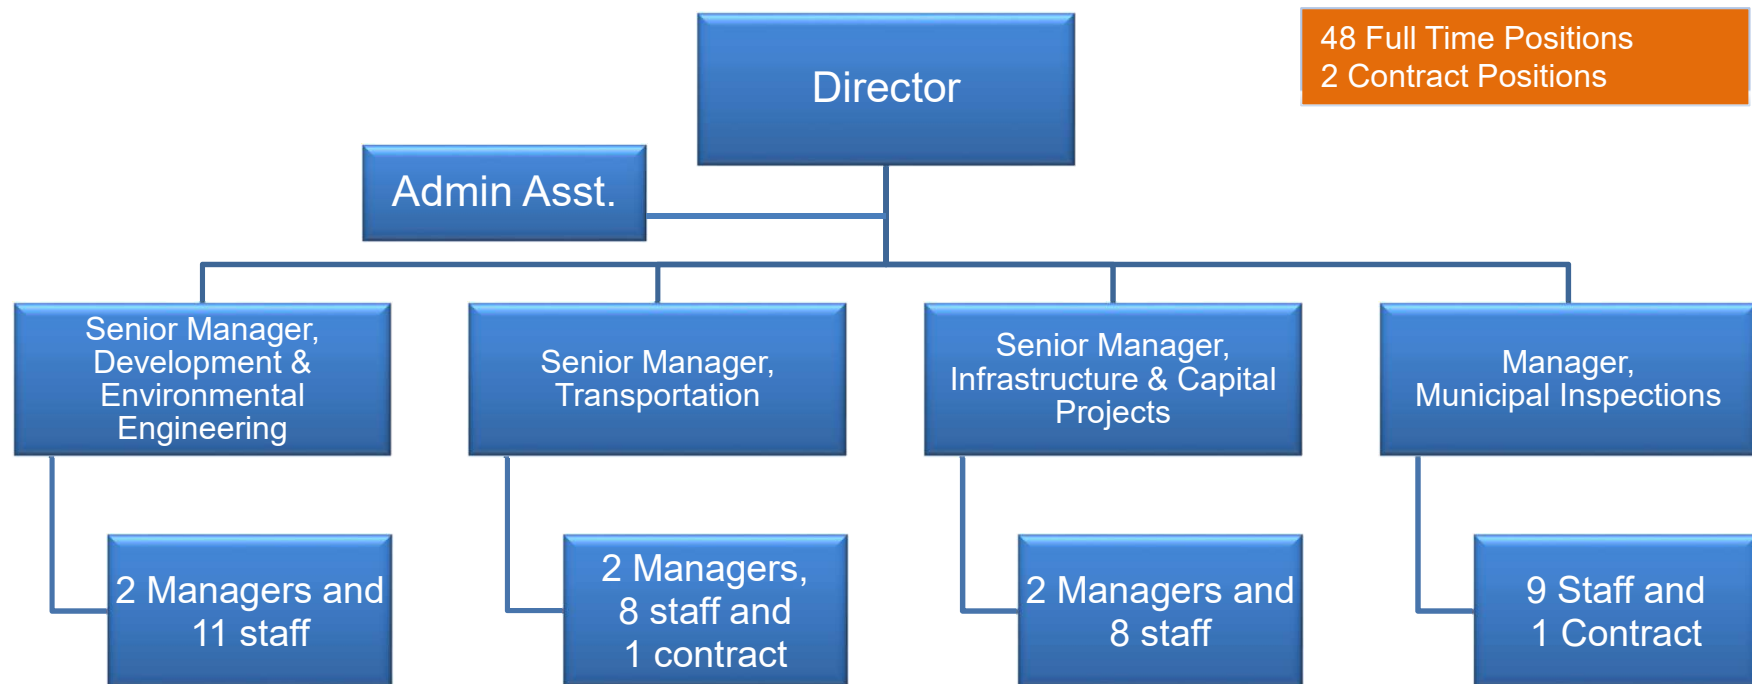 Director
48 Full Time Positions
2 Contract Positions
Admin Asst.
Senior Manager,
Development &
Environmental
Engineering
Senior Manager,
Transportation
Senior Manager,
Infrastructure & Capital
Projects
Manager,
Municipal Inspections
2 Managers and
11 staff
2 Managers,
8 staff and
1 contract
2 Managers and
8 staff
9 Staff and
1 Contract